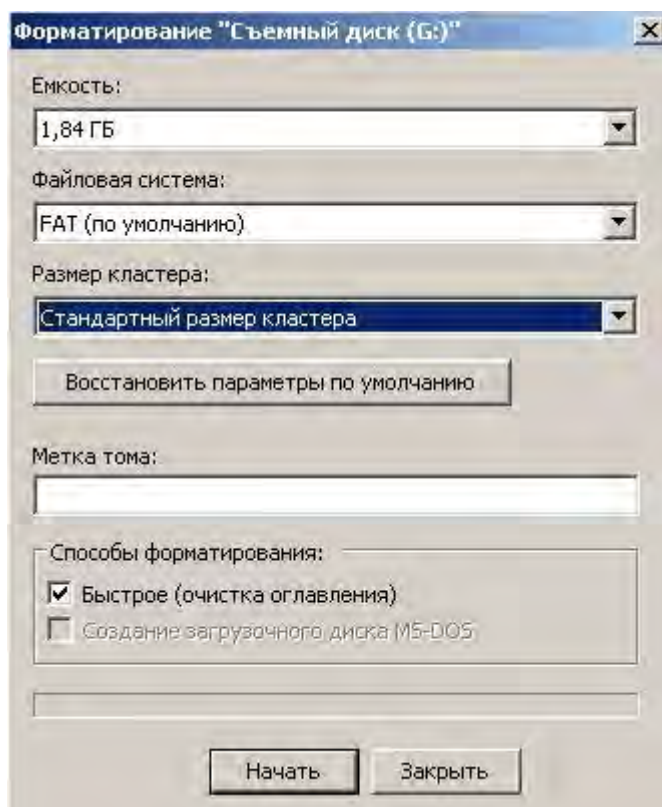 Форматирование "Съемный диск (G:)"
Емкость:
1,84 ГБ
Файловая система:
FAT (по умолчанию)
Размер кластера:
Стандартный размер кластера
Восстановить параметры по умолчанию
Метка тома:
Способы форматирования:
Быстрое (очистка оглавления)
Создание загрузочного диска MS-DOS
Начать Закрыть